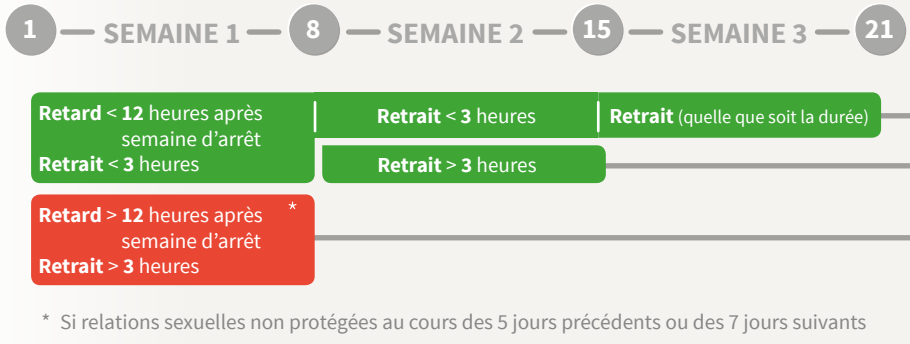 1 SEMAINE 1 8 SEMAINE 2 15 SEMAINE 3 21
Retard < 12 heures après
semaine d'arrêt
Retrait < 3 heures
Retrait < 3 heures
Retrait (quelle que soit la durée)
Retrait > 3 heures
Retard > 12 heures après *
semaine d'arrêt
Retrait > 3 heures
* Si relations sexuelles non protégées au cours des 5 jours précédents ou des 7 jours suivants